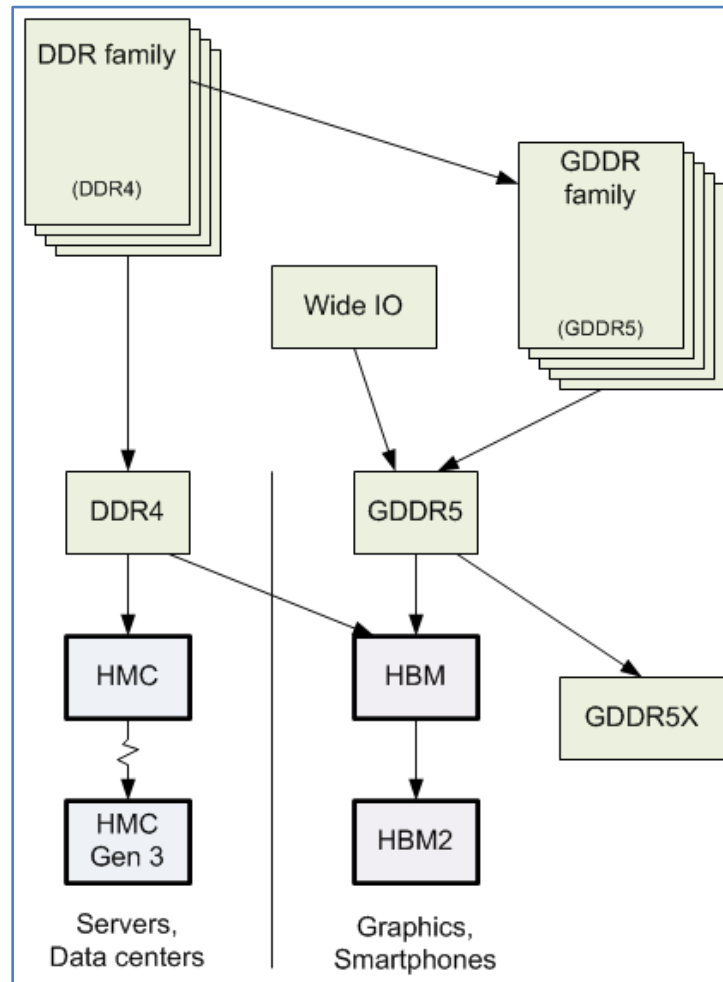 DDR family
(DDR4)
GDDR
family
(GDDR5)
Wide IO
DDR4
GDDR5
HMC
HBM
GDDR5X
HMC
Gen 3
HBM2
Servers,
Data centers
Graphics,
Smartphones